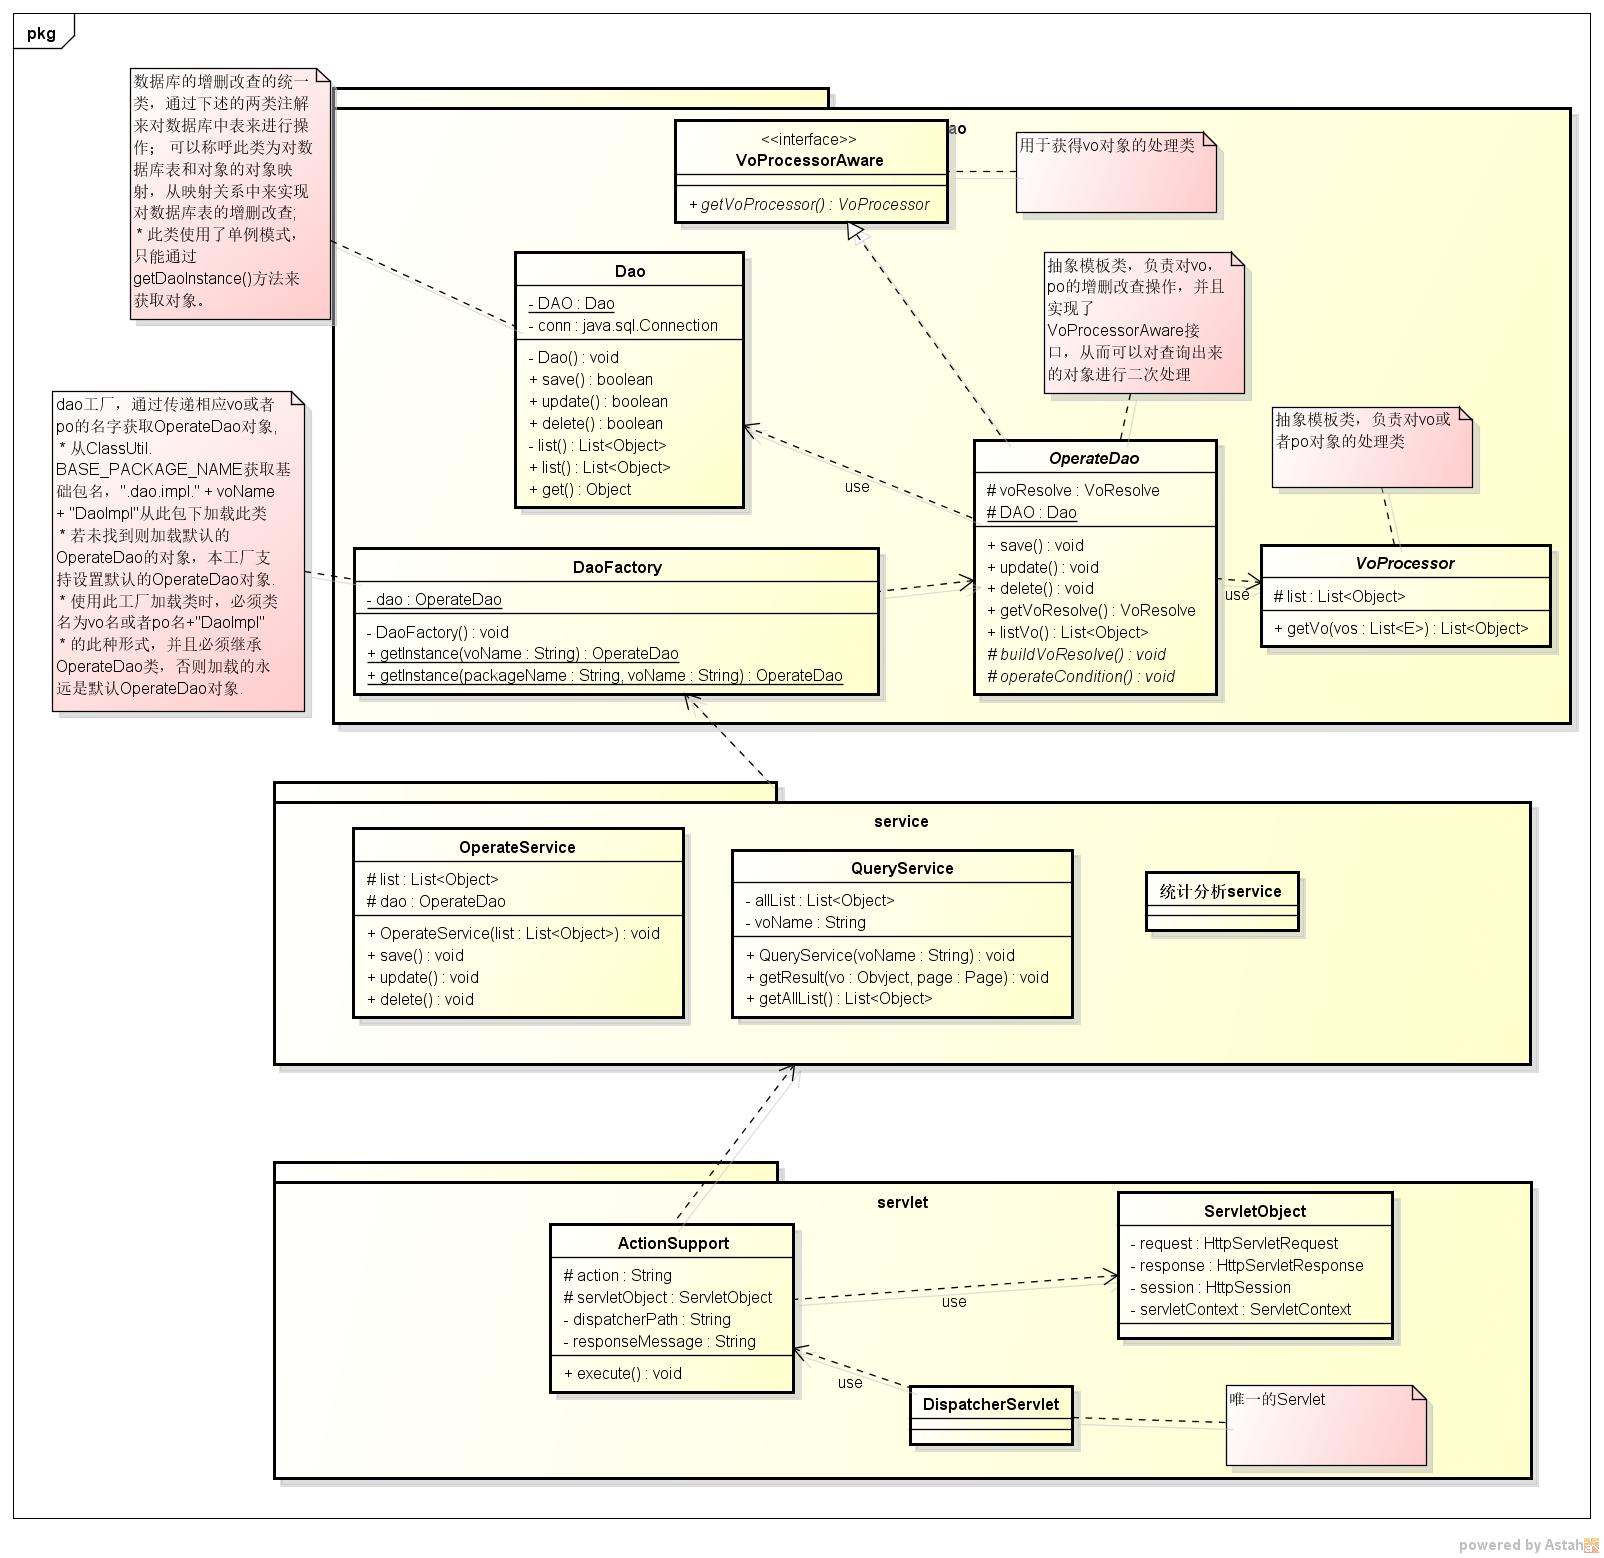 pkg
数据库的增删改查的统一
类，通过下述的两类注解
来对数据库中表来进行操
作； 可以称呼此类为对数
据库表和对象的对象映
射，从映射关系中来实现
对数据库表的增删改查;
* 此类使用了单例模式，
只能通过
getDaoInstance()方法来
获取对象。
ao
<<interface>>
VoProcessorAware
+ getVoProcessor() : VoProcessor
用于获得vo对象的处理类
Dao
- DAO : Dao
- conn : java.sql.Connection
- Dao() : void
+ save() : boolean
+ update() : boolean
+ delete() : boolean
- list() : List<Object>
+ list() : List<Object>
+ get() : Object
抽象模板类，负责对vo，
po的增删改查操作，并且
实现了
VoProcessorAware接
口，从而可以对查询出来
的对象进行二次处理
dao工厂，通过传递相应vo或者
po的名字获取OperateDao对象,
* 从ClassUtil.
BASE_PACKAGE_NAME获取基
础包名，".dao.impl." + voName
+ "DaoImpl"从此包下加载此类
* 若未找到则加载默认的
OperateDao的对象，本工厂支
持设置默认的OperateDao对象.
* 使用此工厂加载类时，必须类
名为vo名或者po名+"DaoImpl"
* 的此种形式，并且必须继承
OperateDao类，否则加载的永
远是默认OperateDao对象.
抽象模板类，负责对vo或
者po对象的处理类
use
OperateDao
# voResolve : VoResolve
# DAO : Dao
+ save() : void
+ update() : void
+ delete() : void
+ getVoResolve() : VoResolve
+ listVo() : List<Object>
# buildVoResolve() : void
# operateCondition() : void
use
VoProcessor
# list : List<Object>
+ getVo(vos : List<E>) : List<Object>
DaoFactory
- dao : OperateDao
- DaoFactory() : void
+ getInstance(voName : String) : OperateDao
+ getInstance(packageName : String, voName : String) : OperateDao
service
OperateService
# list : List<Object>
# dao : OperateDao
+ OperateService(list : List<Object>) : void
+ save() : void
+ update() : void
+ delete() : void
QueryService
- allList : List<Object>
- voName : String
+ QueryService(voName : String) : void
+ getResult(vo : Obvject, page : Page) : void
+ getAllList() : List<Object>
统计分析service
servlet
ActionSupport
# action : String
# servletObject : ServletObject
- dispatcherPath : String
- responseMessage : String
+ execute() : void
use
ServletObject
- request : HttpServletRequest
- response : HttpServletResponse
- session : HttpSession
- servletContext : ServletContext
use
DispatcherServlet
唯一的Servlet
powered by Astah